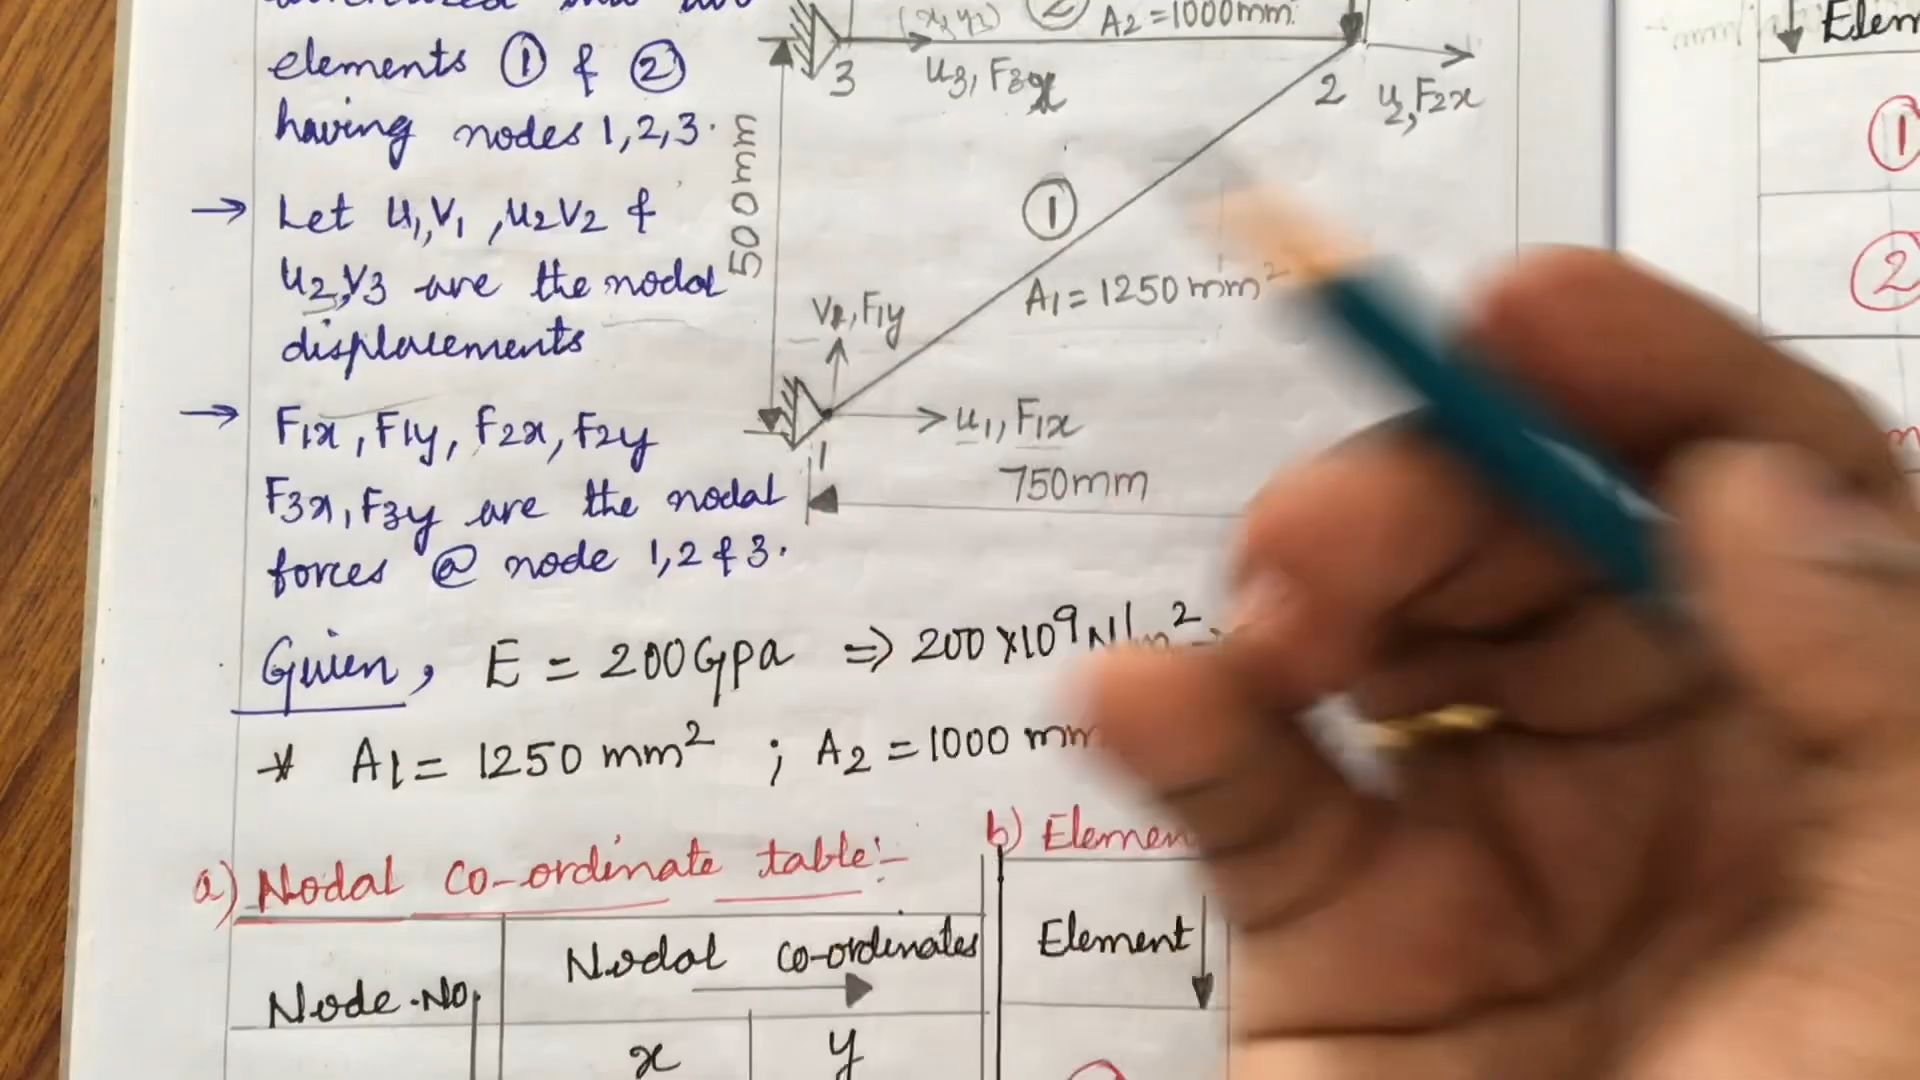 elements ① & ②
having nodes 1,2,3.
→ Let u1,v1 ,u2v2 &
u2,v3 are the nodal
displacements
→ F1x, F1y, F2x, F2y
F3x, F3y are the nodal
forces @ node 1,2 & 3.
(x3y3)
②
A2 = 1000mm
3
u3, F3x
2
u2, F2x
500mm
①
A1 = 1250 mm²
F1y
1
u1, F1x
750mm
Given, E = 200Gpa ⇒ 200 x10⁹ N/m²
* A1 = 1250 mm² ; A2 = 1000 mm
a) Nodal co-ordinate table:-
Node.No,
Nodal co-ordinates
x y
b) Elemen
Element
Elem
①
②